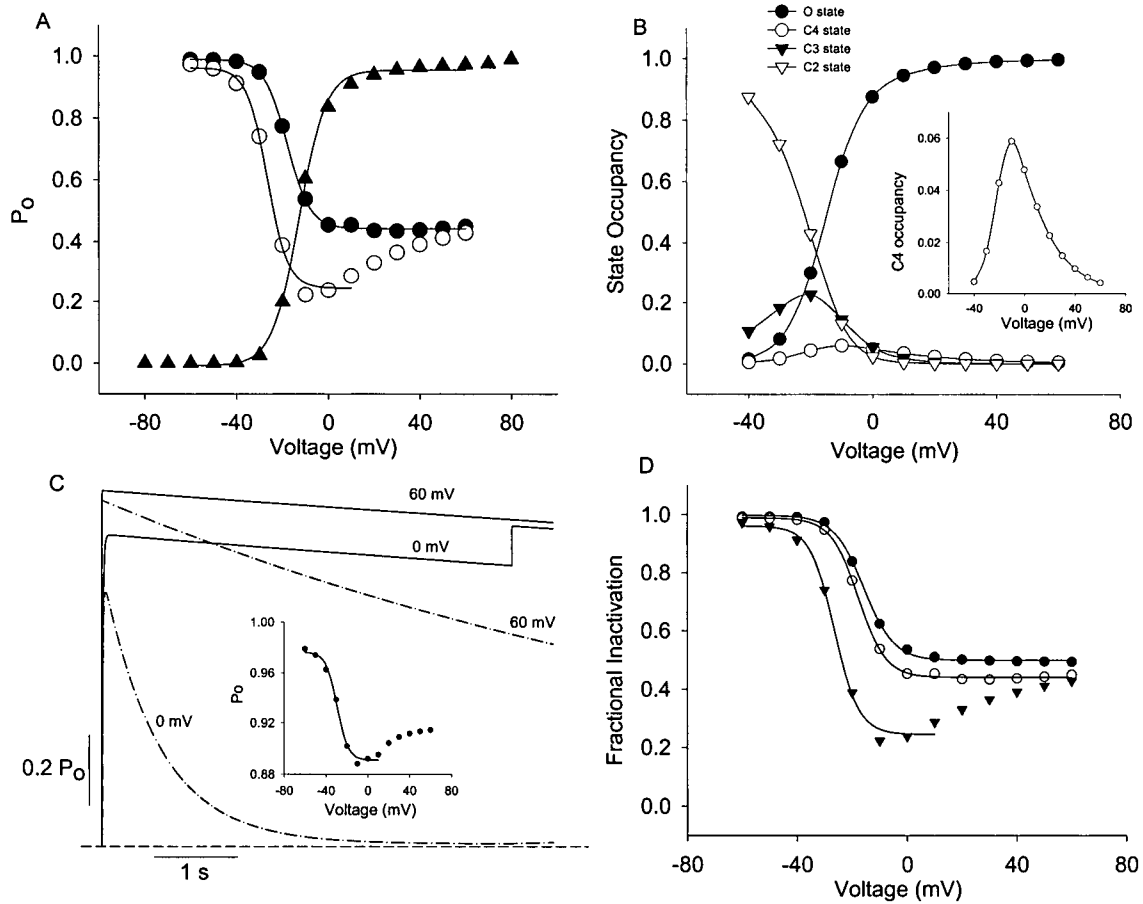 A
1.0
0.8
0.6
0.4
0.2
0.0
Po
-80
-40
0
40
80
Voltage (mV)
B
O state
C4 state
C3 state
C2 state
1.0
0.8
0.6
0.4
0.2
0.0
State Occupancy
-40
0
40
80
Voltage (mV)
0.06
0.04
0.02
0.00
C4 occupancy
-40
0
40
80
Voltage (mV)
C
60 mV
0 mV
60 mV
0 mV
0.2 Po
1 s
1.00
0.96
0.92
0.88
Po
-80
-40
0
40
80
Voltage (mV)
D
1.0
0.8
0.6
0.4
0.2
0.0
Fractional Inactivation
-80
-40
0
40
80
Voltage (mV)